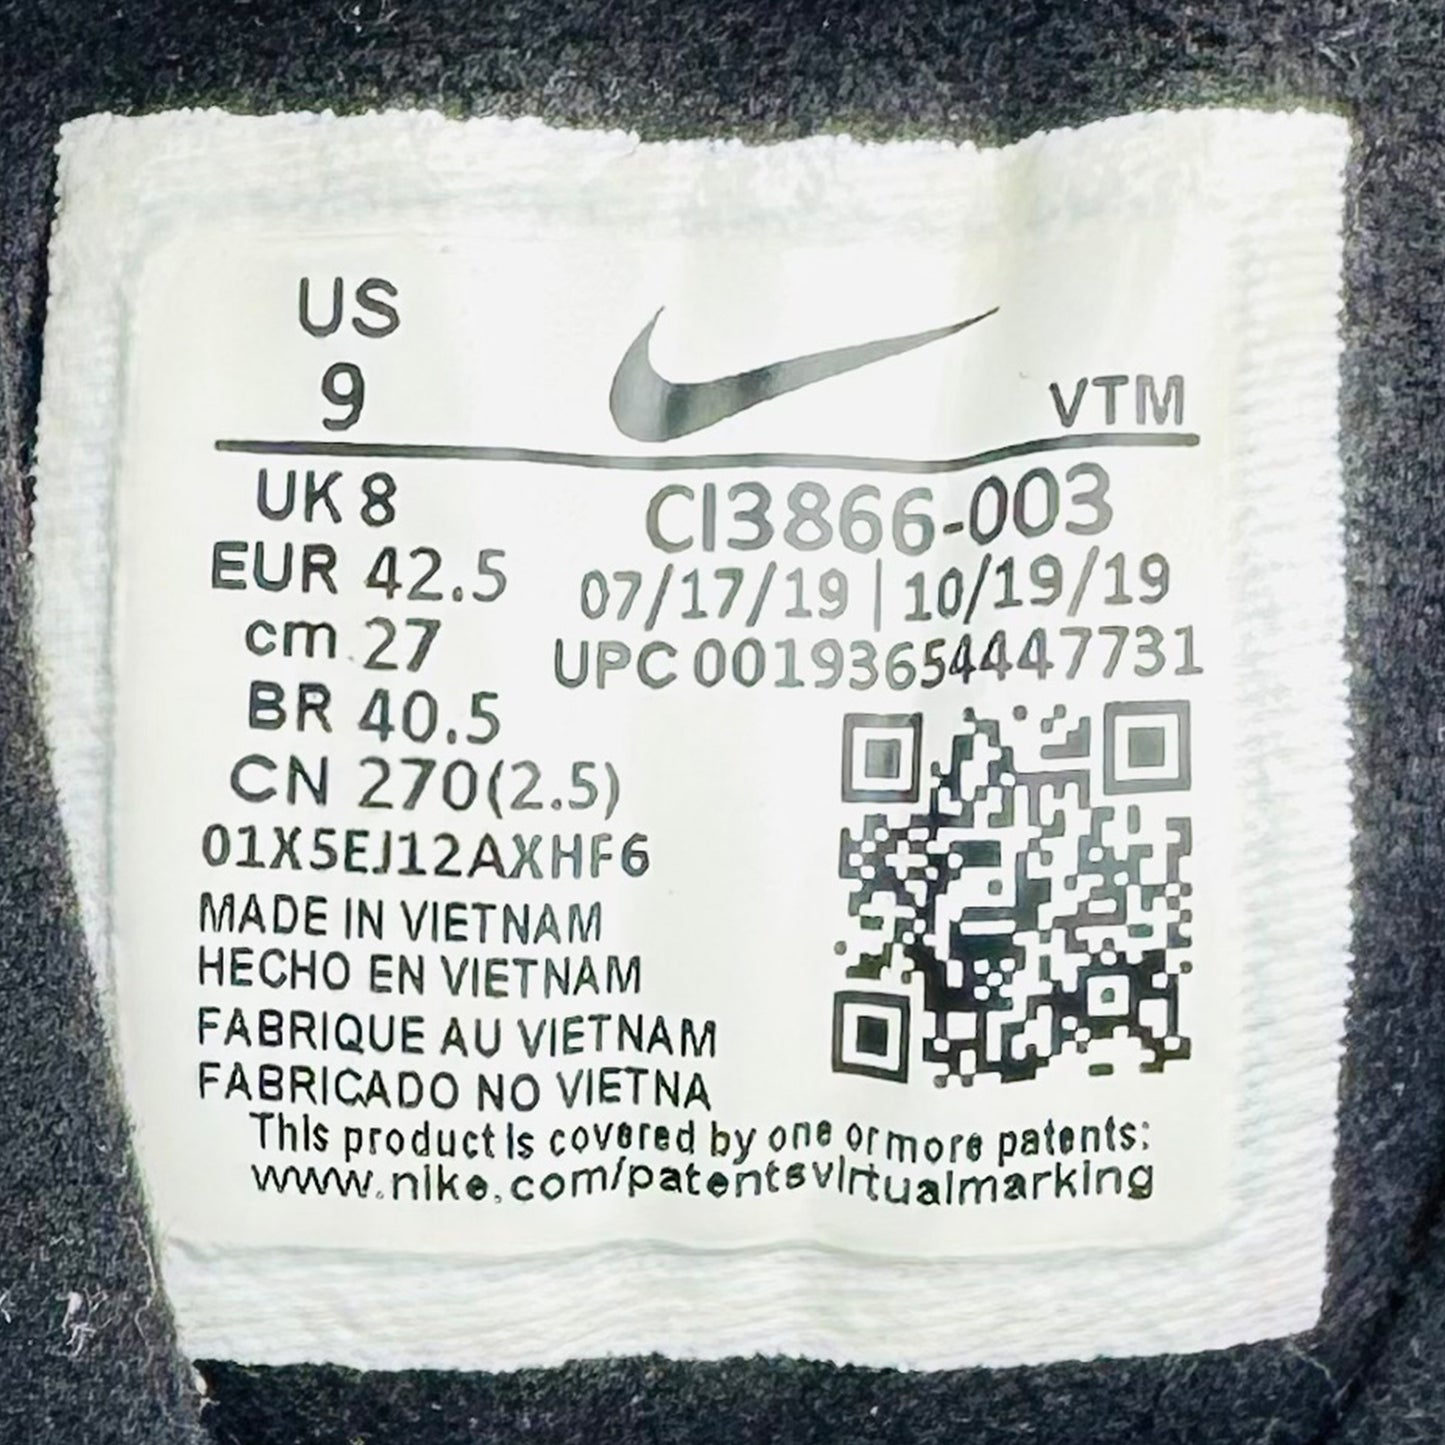 US
9
VTM
UK 8
EUR 42.5
cm 27
BR 40.5
CN 270(2.5)
CI3866-003
07/17/19 | 10/19/19
UPC 00193654447731
01X5EJ12AXHF6
MADE IN VIETNAM
HECHO EN VIETNAM
FABRIQUE AU VIETNAM
FABRICADO NO VIETNA
This product is covered by one or more patents:
www.nike.com/patentsvirtualmarking